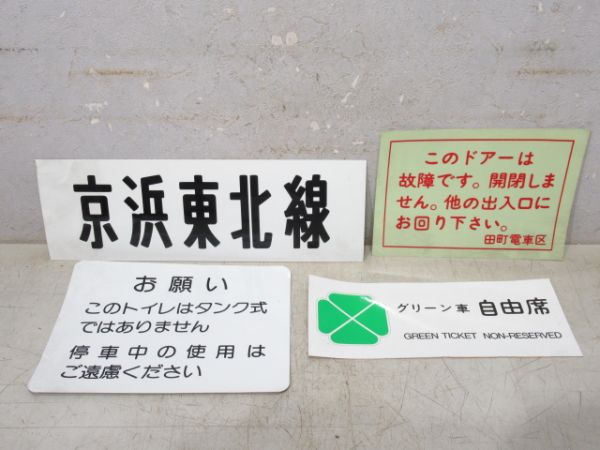 京浜東北線
このドアーは
故障です。開閉しま
せん。他の出入口に
お回り下さい。
田町電車区
お願い
このトイレはタンク式
ではありません
停車中の使用は
ご遠慮ください
グリーン車 自由席
GREEN TICKET NON-RESERVED